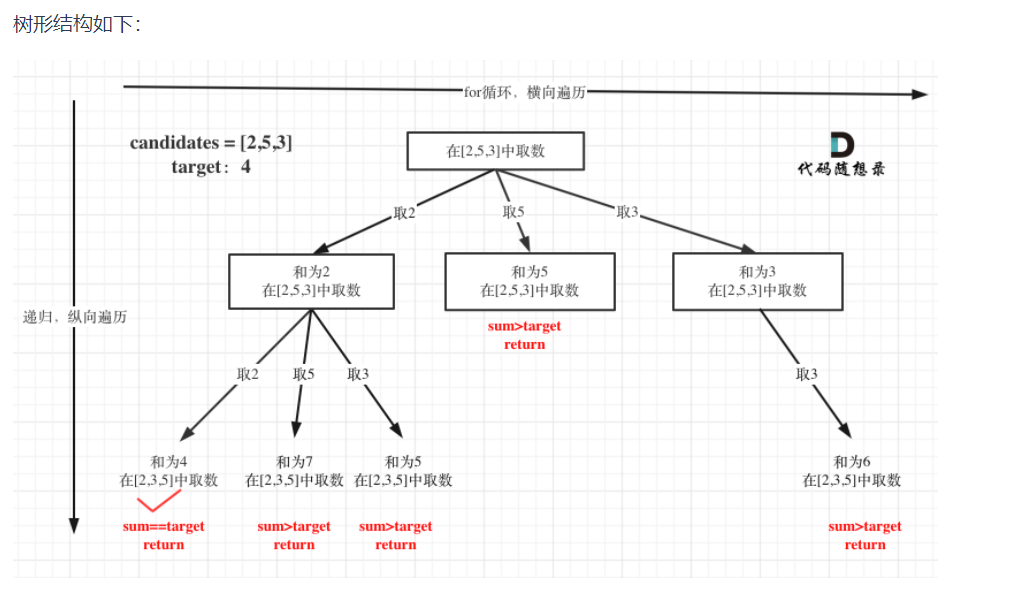 树形结构如下：
for循环，横向遍历
candidates = [2,5,3]
target： 4
在[2,5,3]中取数
代码随想录
取2
取5
取3
和为2
在[2,5,3]中取数
和为5
在[2,5,3]中取数
和为3
在[2,5,3]中取数
递归，纵向遍历
sum>target
return
取2
取5
取3
取3
和为4
在[2,3,5]中取数
和为7
在[2,3,5]中取数
和为5
在[2,3,5]中取数
和为6
在[2,3,5]中取数
sum==target
return
sum>target
return
sum>target
return
sum>target
return